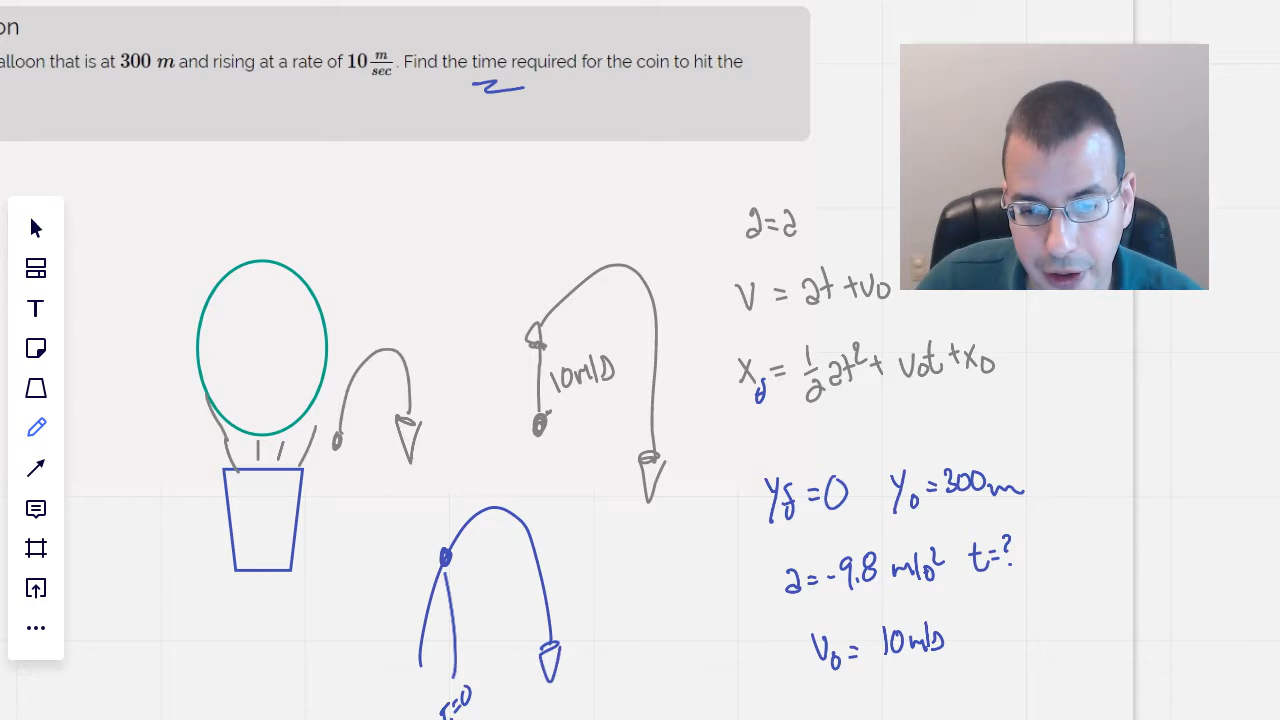 on
alloon that is at 300 m and rising at a rate of 10 m/sec. Find the time required for the coin to hit the
a = a
v = at + v0
xf = 1/2 at² + v0t + x0
10 m/s
yf = 0 y0 = 300 m
a = -9.8 m/s² t = ?
v0 = 10 m/s
t=0
T